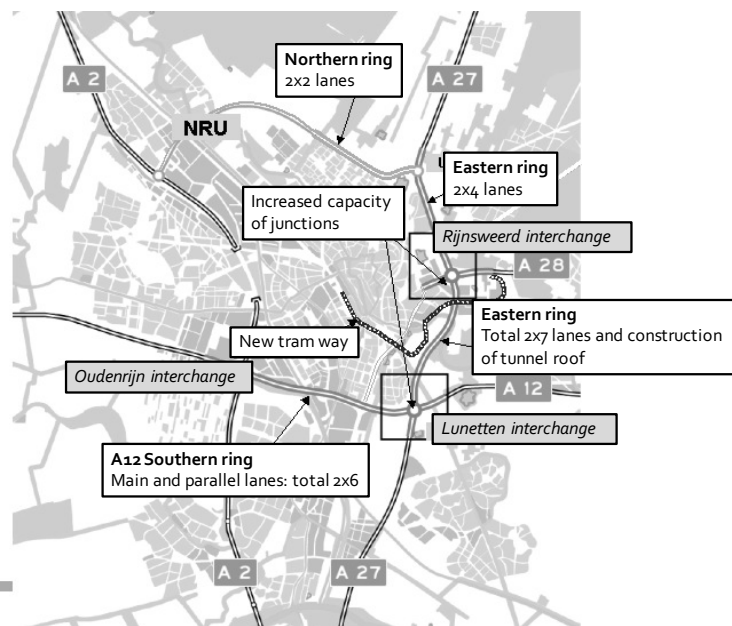 Northern ring
2x2 lanes
A 2
A 27
NRU
Eastern ring
2x4 lanes
Increased capacity
of junctions
Rijnsweerd interchange
A 28
Eastern ring
Total 2x7 lanes and construction
of tunnel roof
New tram way
Oudenrijn interchange
A 12
Lunetten interchange
A12 Southern ring
Main and parallel lanes: total 2x6
A 2
A 27